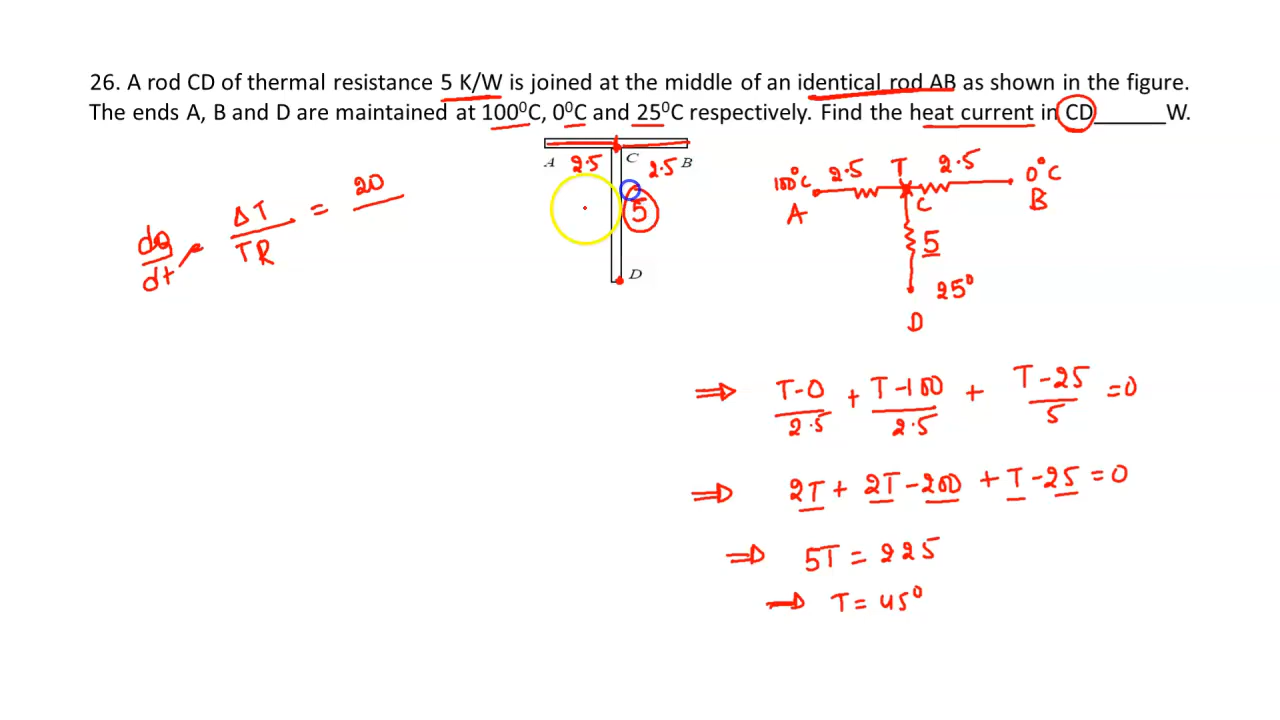 26. A rod CD of thermal resistance 5 K/W is joined at the middle of an identical rod AB as shown in the figure.
The ends A, B and D are maintained at 100⁰C, 0⁰C and 25⁰C respectively. Find the heat current in CD______W.
A 2.5 C 2.5 B
5
D
dQ/dt = ΔT/TR = 20
100°C 2.5 T 2.5 0°C
A C B
5
25°
D
⇒ T-0/2.5 + T-100/2.5 + T-25/5 = 0
⇒ 2T + 2T - 200 + T - 25 = 0
⇒ 5T = 225
⇒ T = 45°